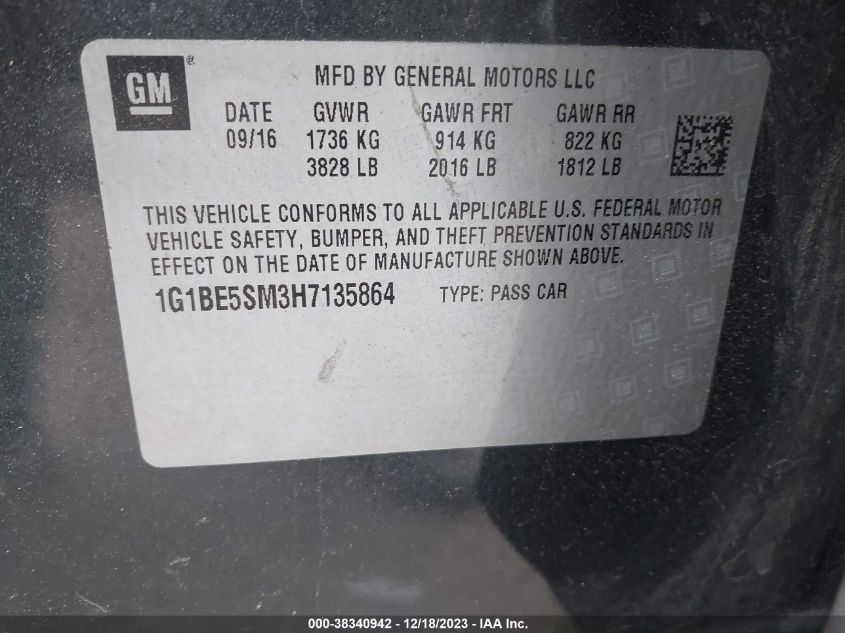 GM®
MFD BY GENERAL MOTORS LLC
DATE GVWR GAWR FRT GAWR RR
09/16 1736 KG 914 KG 822 KG
3828 LB 2016 LB 1812 LB
THIS VEHICLE CONFORMS TO ALL APPLICABLE U.S. FEDERAL MOTOR
VEHICLE SAFETY, BUMPER, AND THEFT PREVENTION STANDARDS IN
EFFECT ON THE DATE OF MANUFACTURE SHOWN ABOVE.
1G1BE5SM3H7135864 TYPE: PASS CAR
000-38340942 - 12/18/2023 - IAA Inc.